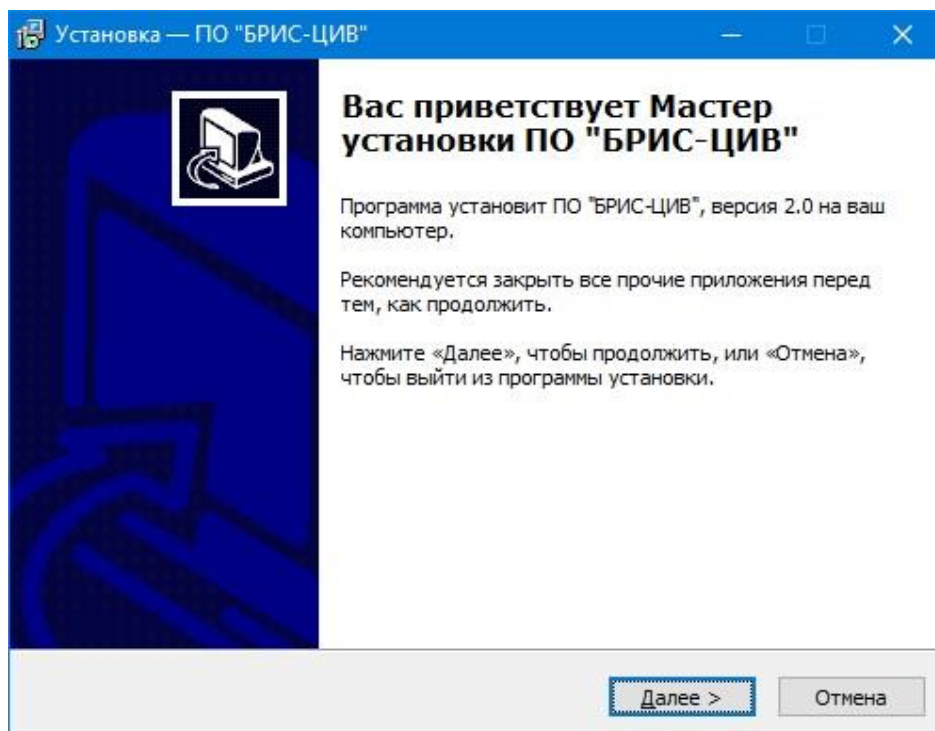 Установка — ПО "БРИС-ЦИВ"
Вас приветствует Мастер
установки ПО "БРИС-ЦИВ"
Программа установит ПО "БРИС-ЦИВ", версия 2.0 на ваш
компьютер.
Рекомендуется закрыть все прочие приложения перед
тем, как продолжить.
Нажмите «Далее», чтобы продолжить, или «Отмена»,
чтобы выйти из программы установки.
Далее >
Отмена